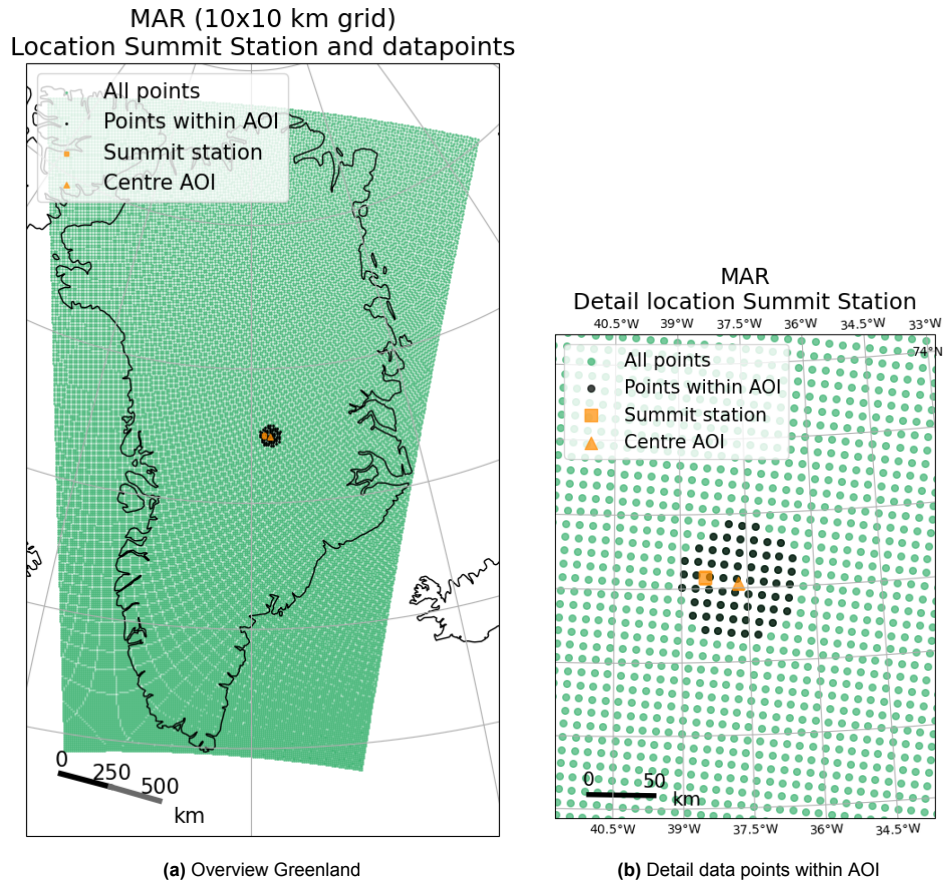 MAR (10x10 km grid)
Location Summit Station and datapoints
All points
Points within AOI
Summit station
Centre AOI
0
250
500
km
(a) Overview Greenland
MAR
Detail location Summit Station
40.5°W 39°W 37.5°W 36°W 34.5°W 33°W
74°N
All points
Points within AOI
Summit station
Centre AOI
0 50
km
40.5°W 39°W 37.5°W 36°W 34.5°W
(b) Detail data points within AOI